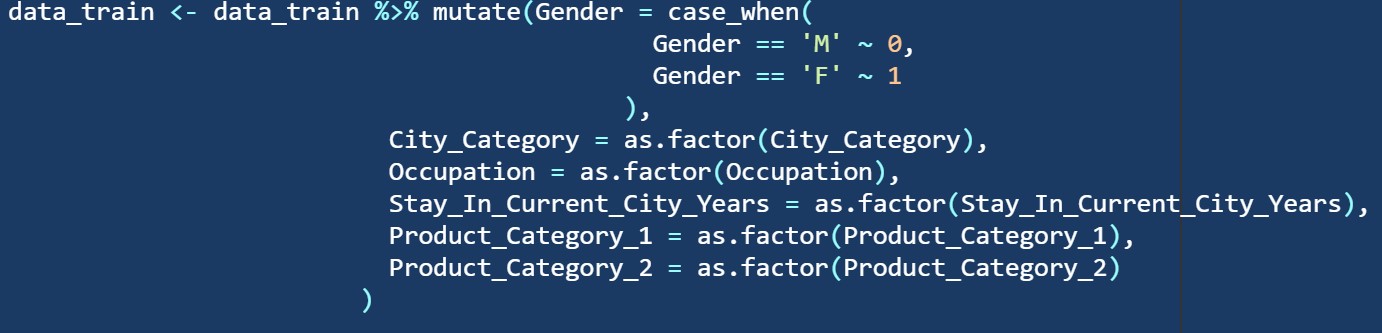 data_train <- data_train %>% mutate(Gender = case_when(
Gender == 'M' ~ 0,
Gender == 'F' ~ 1
),
City_Category = as.factor(City_Category),
Occupation = as.factor(Occupation),
Stay_In_Current_City_Years = as.factor(Stay_In_Current_City_Years),
Product_Category_1 = as.factor(Product_Category_1),
Product_Category_2 = as.factor(Product_Category_2)
)